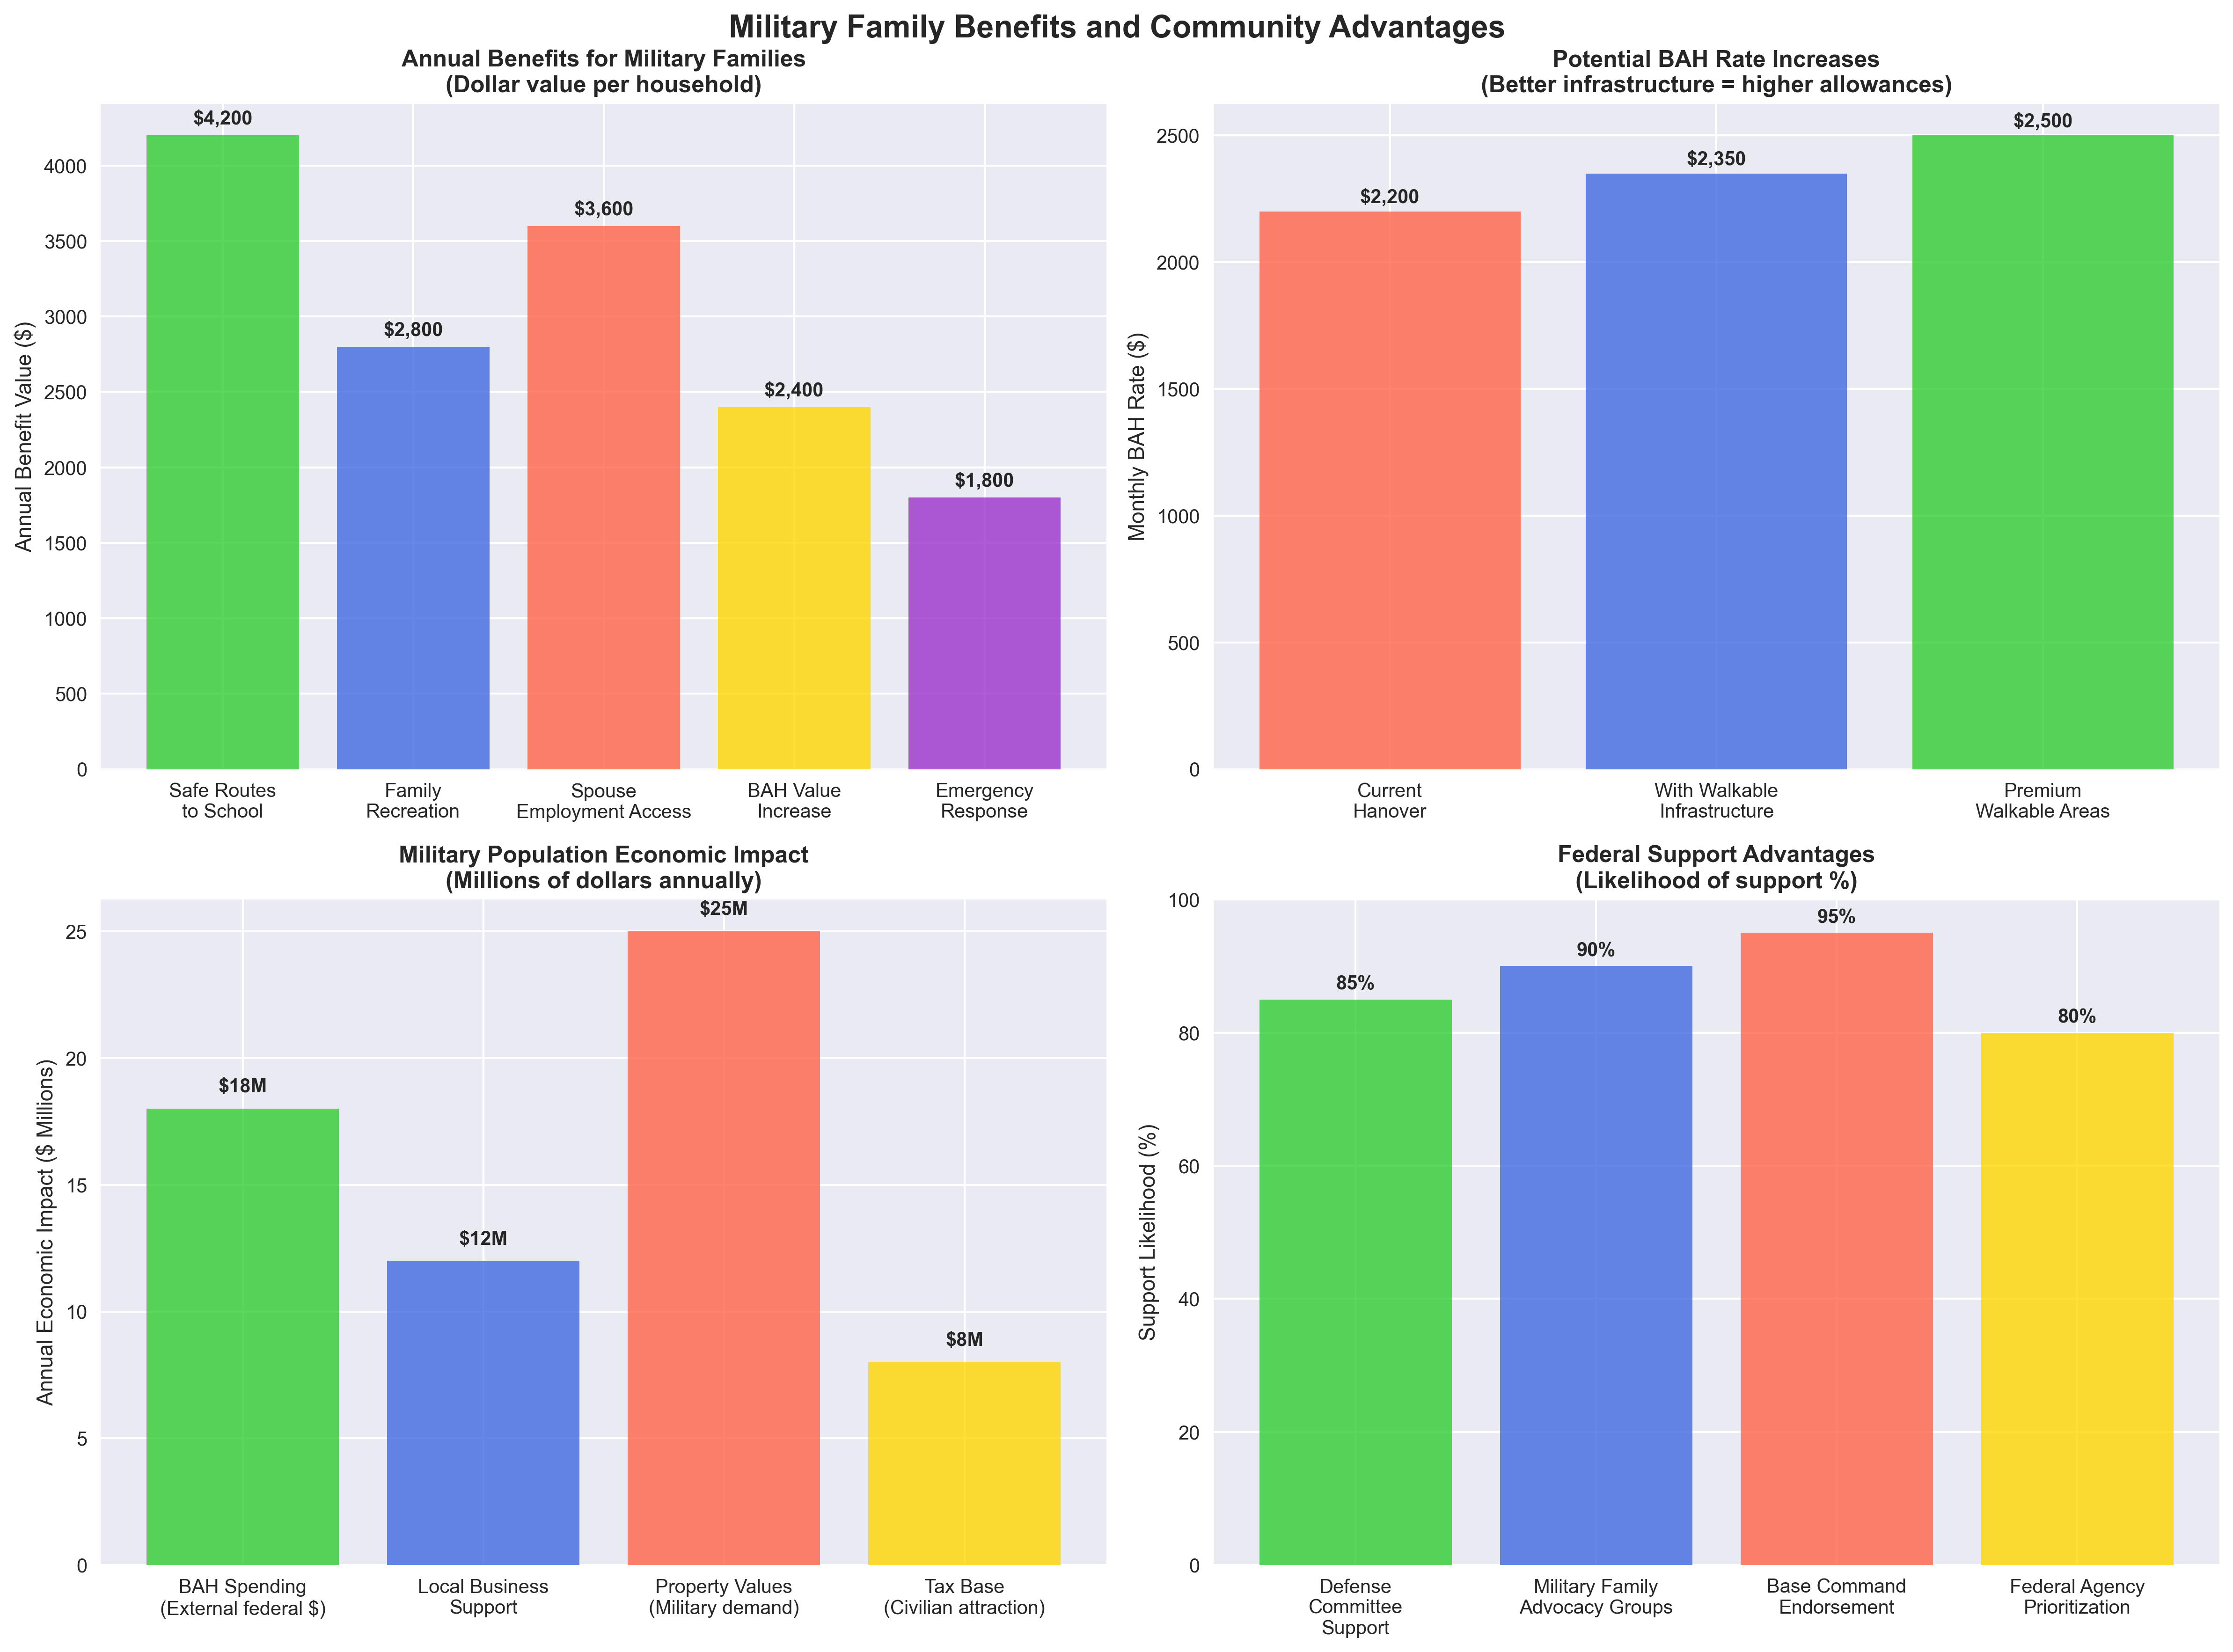 Military Family Benefits and Community Advantages
Annual Benefits for Military Families
(Dollar value per household)
Annual Benefit Value ($)
4000
3500
3000
2500
2000
1500
1000
500
0
$4,200
$2,800
$3,600
$2,400
$1,800
Safe Routes
to School
Family
Recreation
Spouse
Employment Access
BAH Value
Increase
Emergency
Response
Potential BAH Rate Increases
(Better infrastructure = higher allowances)
Monthly BAH Rate ($)
2500
2000
1500
1000
500
0
$2,200
$2,350
$2,500
Current
Hanover
With Walkable
Infrastructure
Premium
Walkable Areas
Military Population Economic Impact
(Millions of dollars annually)
Annual Economic Impact ($ Millions)
25
20
15
10
5
0
$18M
$12M
$25M
$8M
BAH Spending
(External federal $)
Local Business
Support
Property Values
(Military demand)
Tax Base
(Civilian attraction)
Federal Support Advantages
(Likelihood of support %)
Support Likelihood (%)
100
80
60
40
20
0
85%
90%
95%
80%
Defense
Committee
Support
Military Family
Advocacy Groups
Base Command
Endorsement
Federal Agency
Prioritization